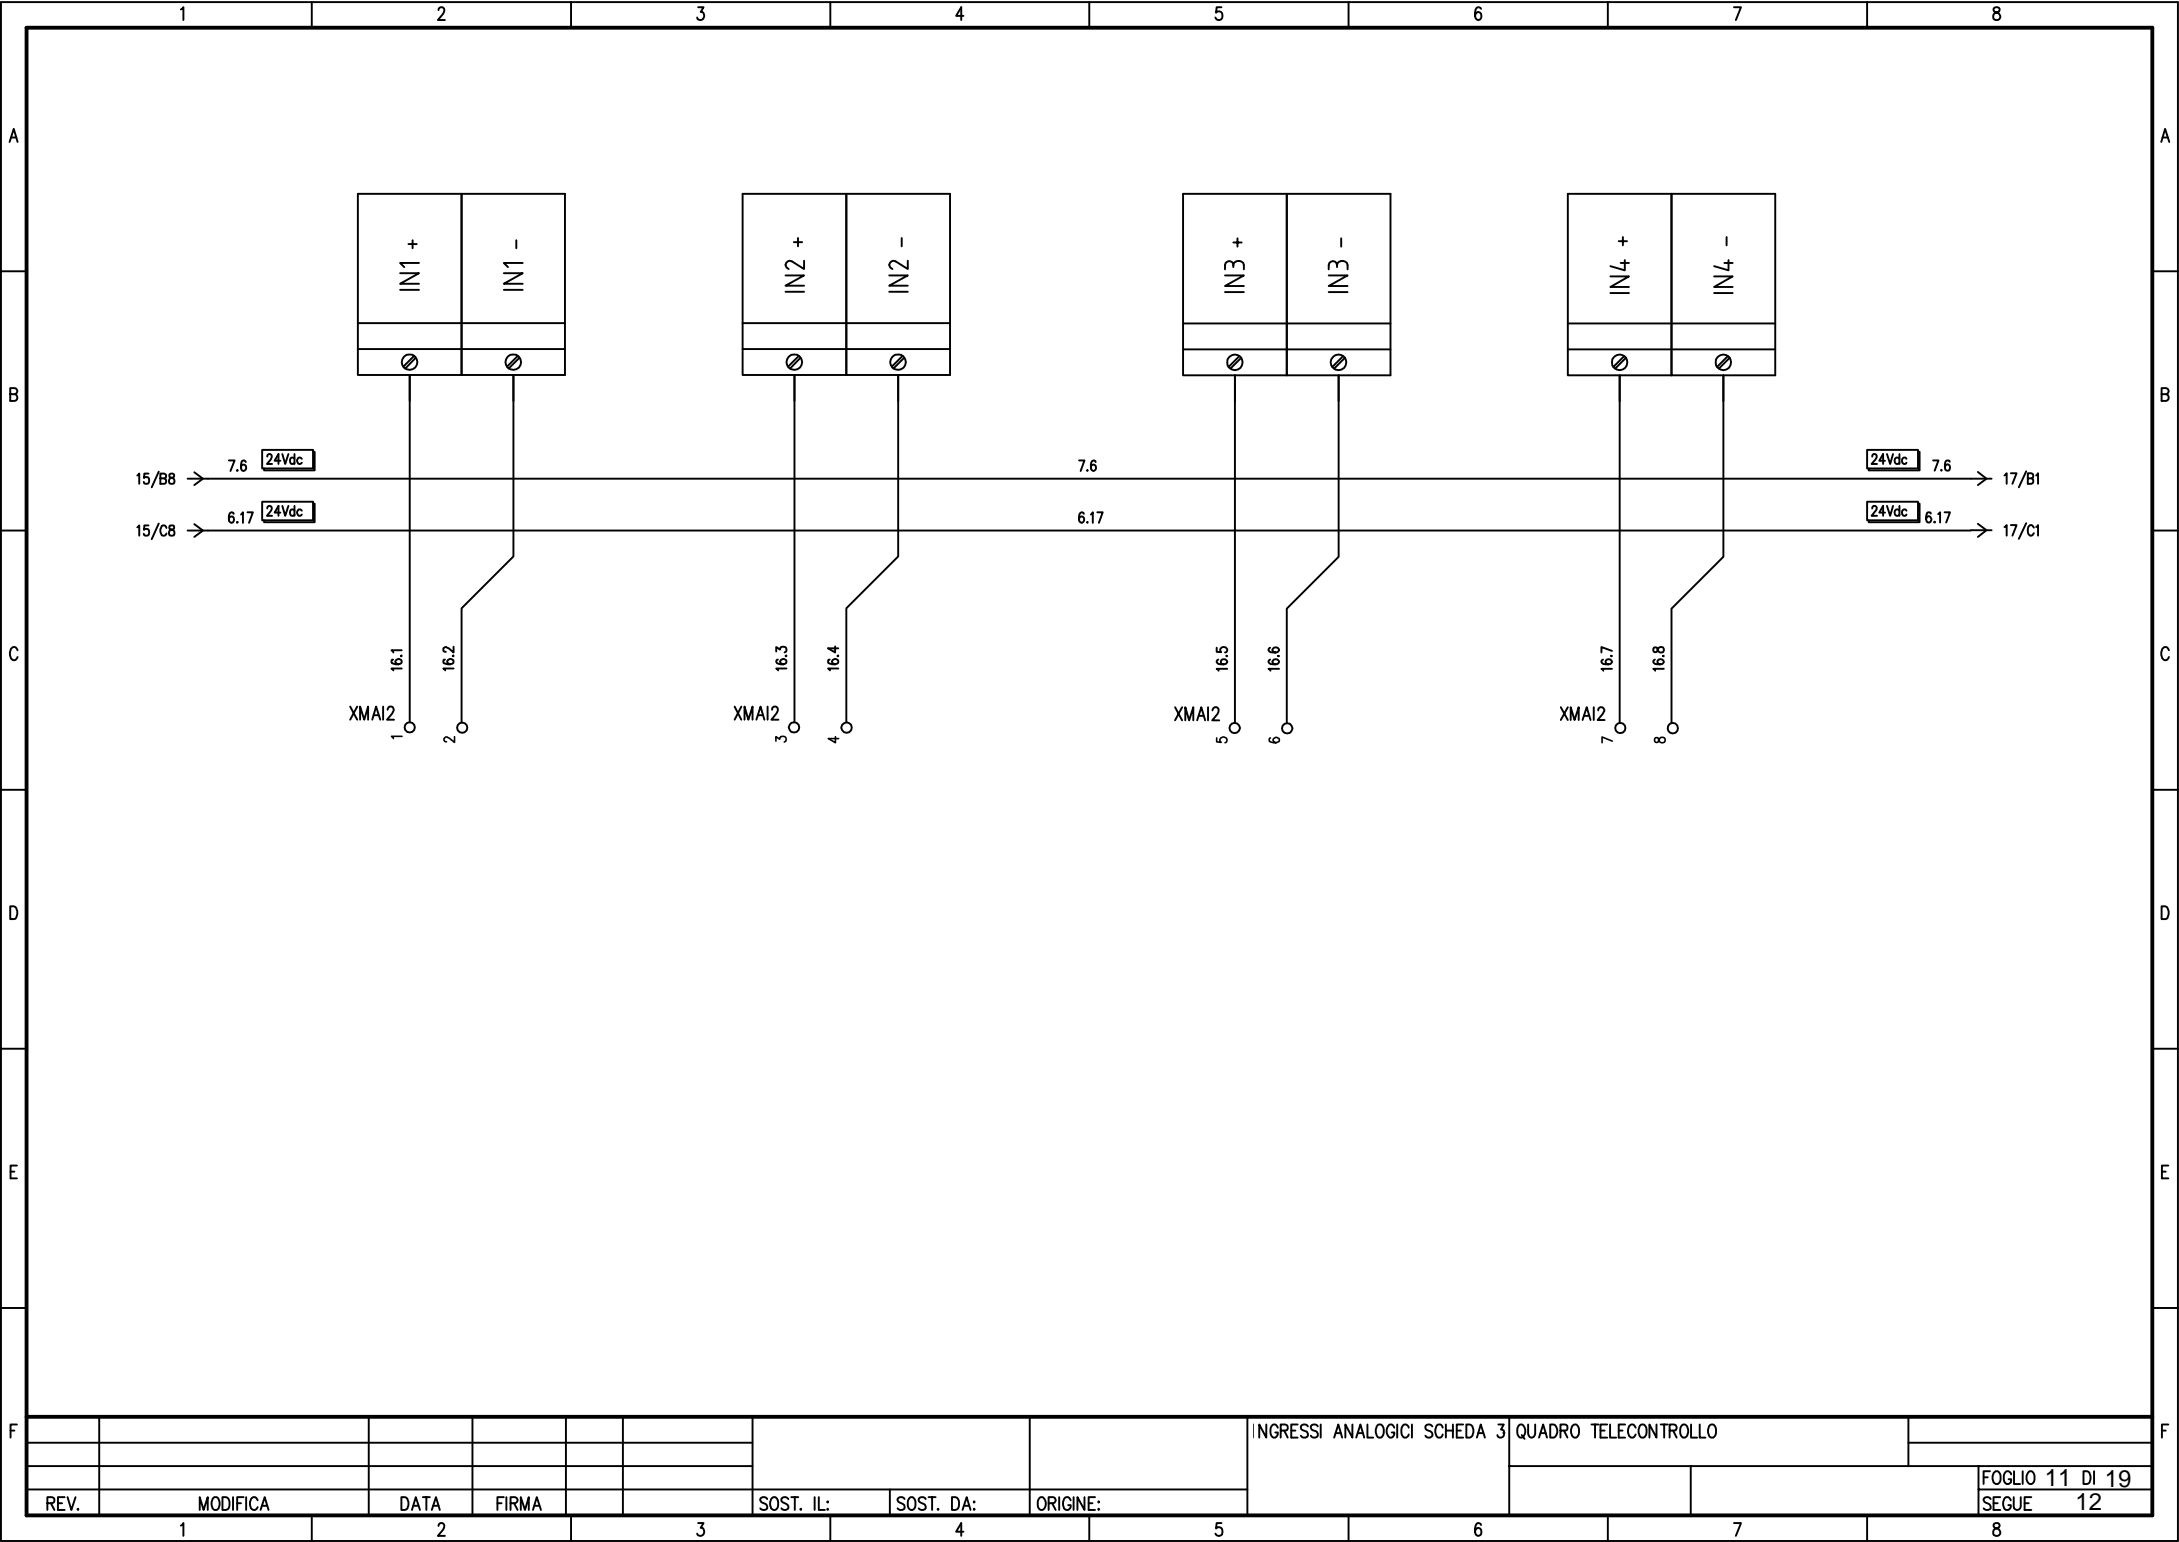 1 2 3 4 5 6 7 8
A A
IN1 + IN1 - IN2 + IN2 - IN3 + IN3 - IN4 + IN4 -
B B
7.6 24Vdc 7.6 24Vdc 7.6
15/B8 17/B1
6.17 24Vdc 6.17 24Vdc 6.17
15/C8 17/C1
C C
16.1 16.2 16.3 16.4 16.5 16.6 16.7 16.8
XMAI2 XMAI2 XMAI2 XMAI2
1 2 3 4 5 6 7 8
D D
E E
F F
INGRESSI ANALOGICI SCHEDA 3 QUADRO TELECONTROLLO
FOGLIO 11 DI 19
REV. MODIFICA DATA FIRMA SOST. IL: SOST. DA: ORIGINE: SEGUE 12
1 2 3 4 5 6 7 8